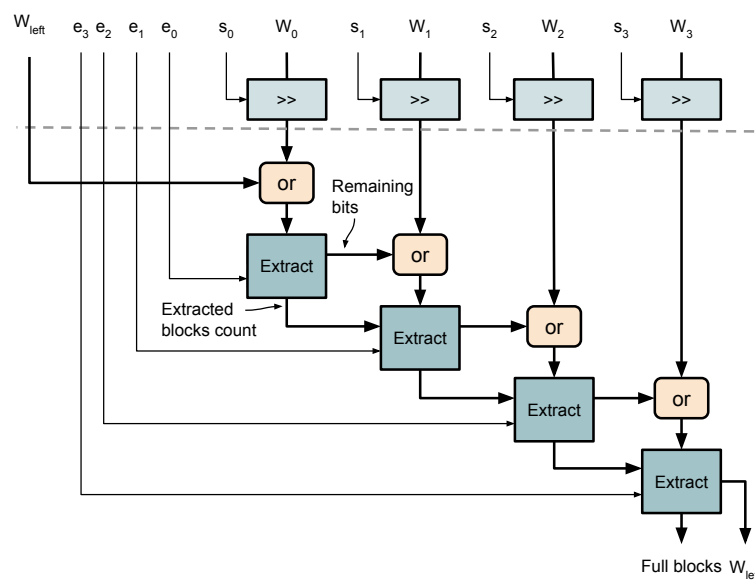 W_left e_3 e_2 e_1 e_0 s_0 W_0 s_1 W_1 s_2 W_2 s_3 W_3
>> >> >> >>
or
Remaining
bits
or
Extract
Extracted
blocks count
Extract
or
Extract
or
Extract
Full blocks W_lef